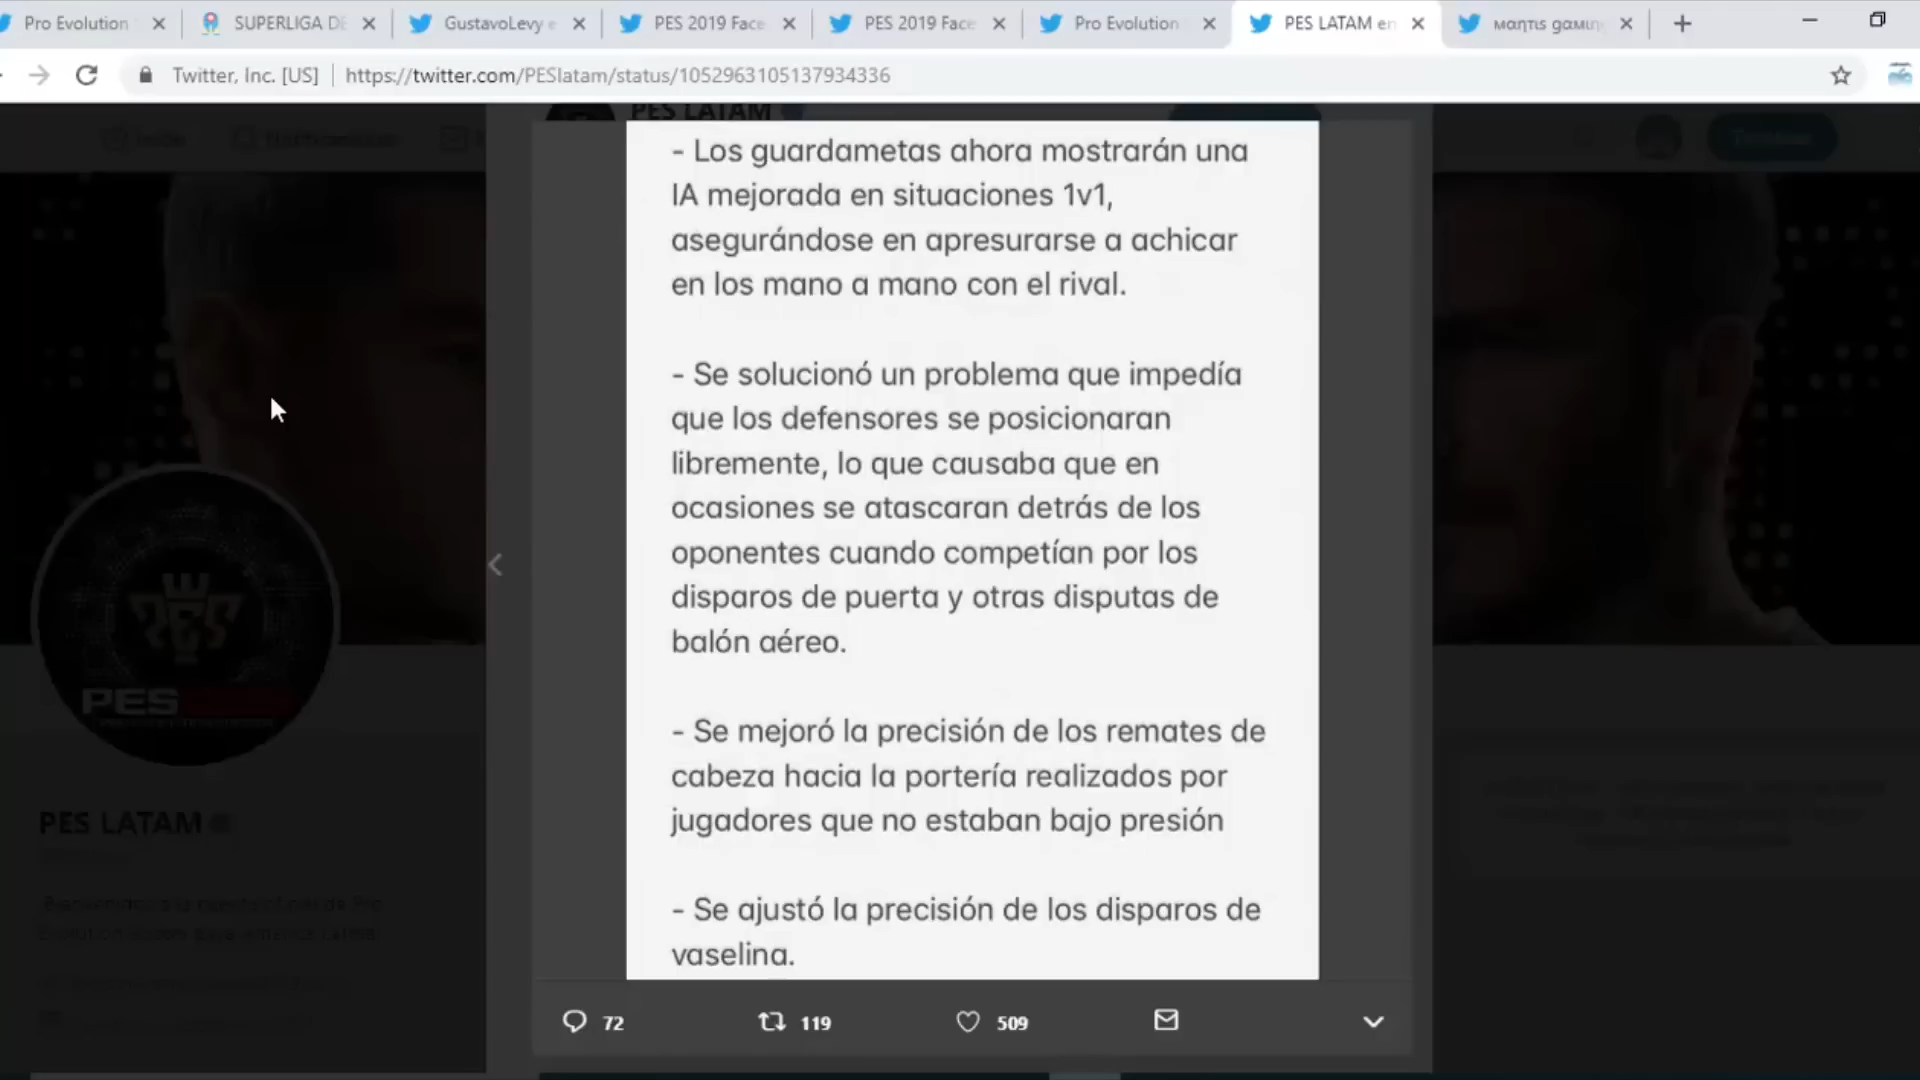 Pro Evolution
SUPERLIGA DE
GustavoLevy e
PES 2019 Face
PES 2019 Face
Pro Evolution
PES LATAM en
Twitter, Inc. [US]
https://twitter.com/PESlatam/status/1052963105137934336
PES LATAM
- Los guardametas ahora mostrarán una
IA mejorada en situaciones 1v1,
asegurándose en apresurarse a achicar
en los mano a mano con el rival.
- Se solucionó un problema que impedía
que los defensores se posicionaran
libremente, lo que causaba que en
ocasiones se atascaran detrás de los
oponentes cuando competían por los
disparos de puerta y otras disputas de
balón aéreo.
- Se mejoró la precisión de los remates de
cabeza hacia la portería realizados por
jugadores que no estaban bajo presión
- Se ajustó la precisión de los disparos de
vaselina.
PES
PES LATAM
72
119
509